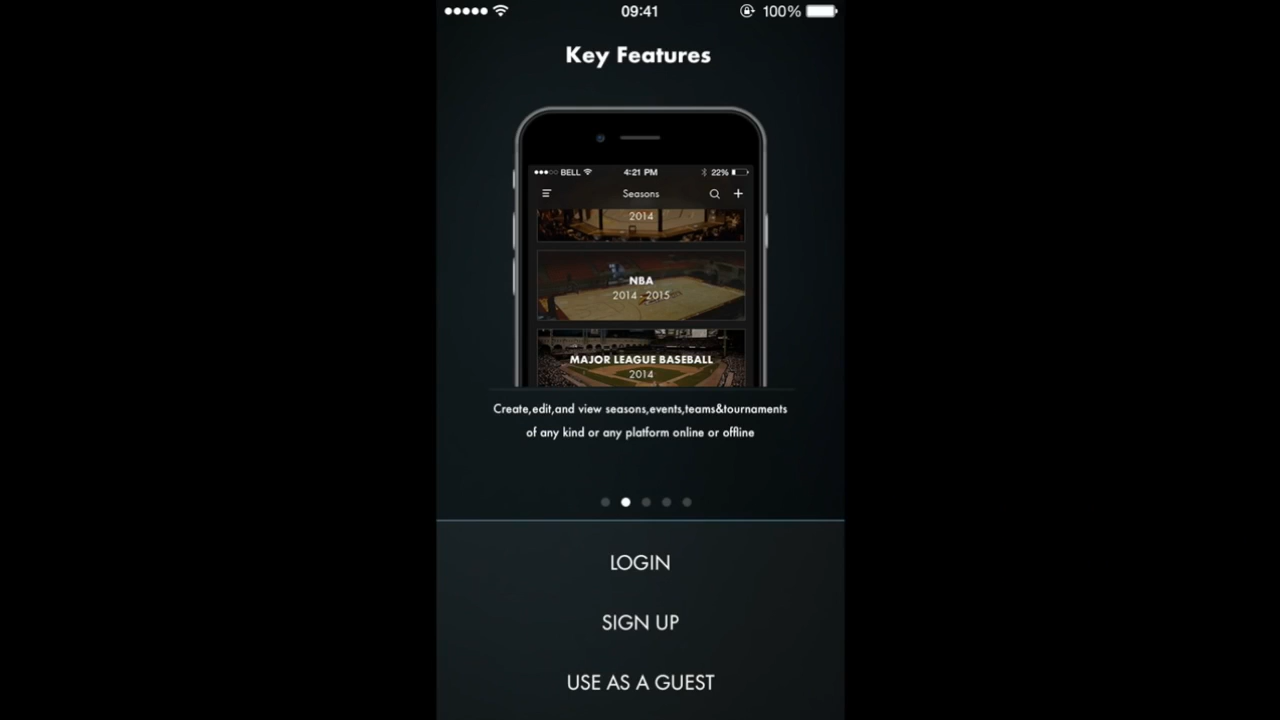 09:41
100%
Key Features
BELL
4:21 PM
22%
Seasons
2014
NBA
2014 - 2015
MAJOR LEAGUE BASEBALL
2014
Create,edit,and view seasons,events,teams&tournaments
of any kind or any platform online or offline
LOGIN
SIGN UP
USE AS A GUEST